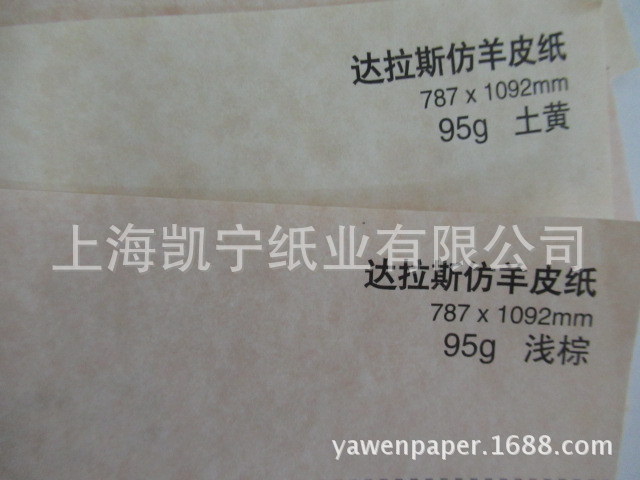 达拉斯仿羊皮纸
787 x 1092mm
95g 土黄
上海凯宁纸业有限公司
达拉斯仿羊皮纸
787 x 1092mm
95g 浅棕
yawenpaper.1688.com